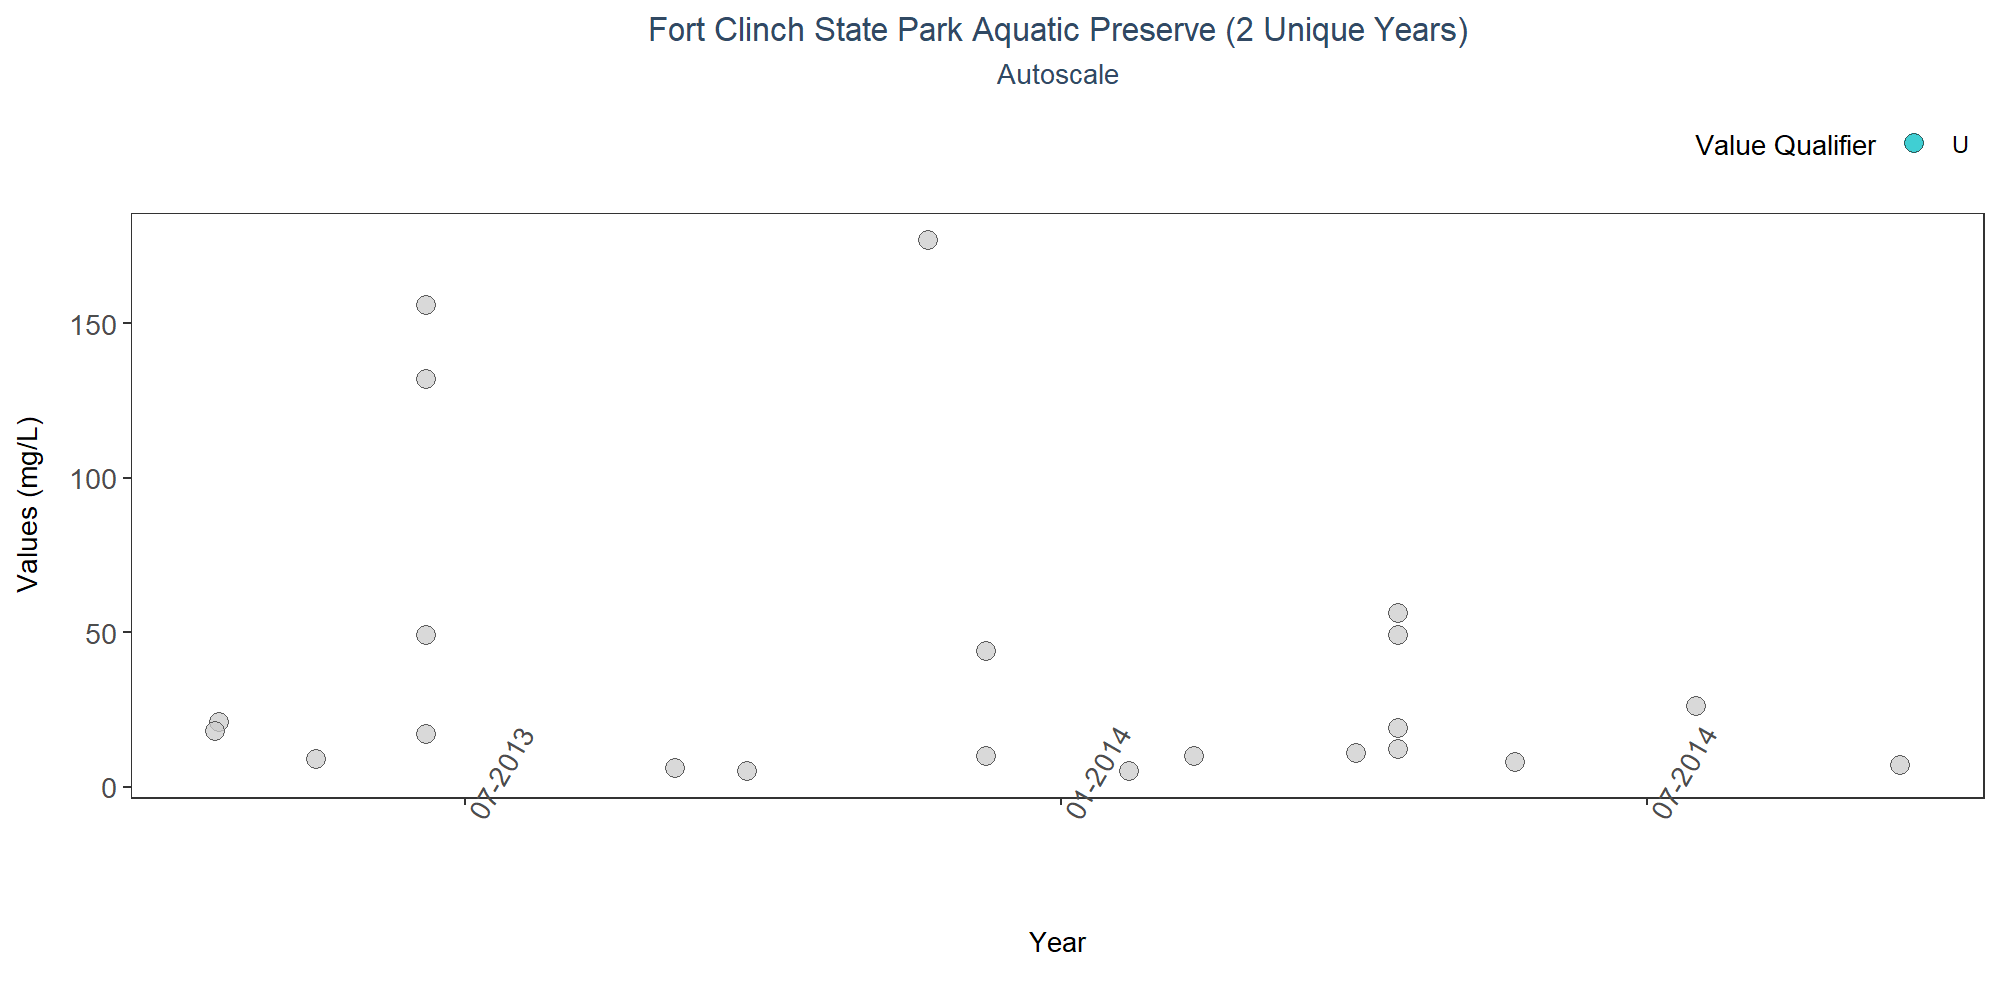 Fort Clinch State Park Aquatic Preserve (2 Unique Years)
Autoscale
Value Qualifier U
Values (mg/L)
150
100
50
0
07-2013
01-2014
07-2014
Year